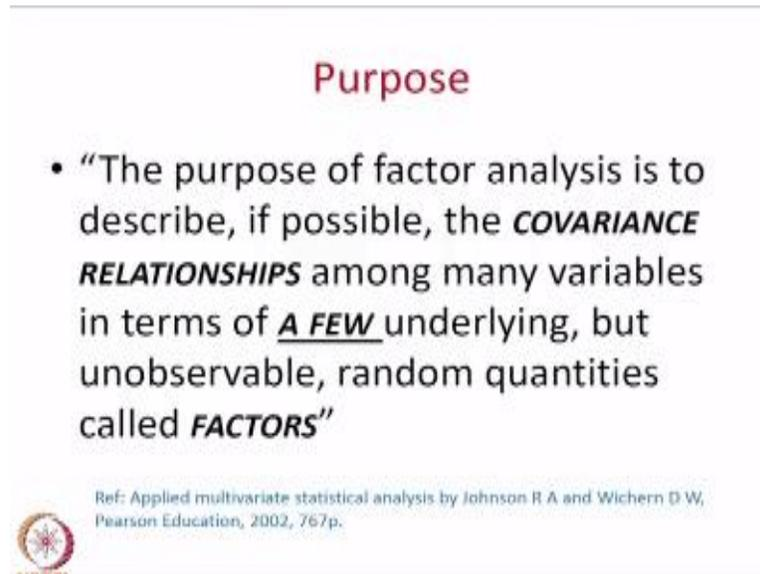 Purpose
• “The purpose of factor analysis is to
describe, if possible, the COVARIANCE
RELATIONSHIPS among many variables
in terms of A FEW underlying, but
unobservable, random quantities
called FACTORS”
Ref: Applied multivariate statistical analysis by Johnson R A and Wichern D W,
Pearson Education, 2002, 767p.